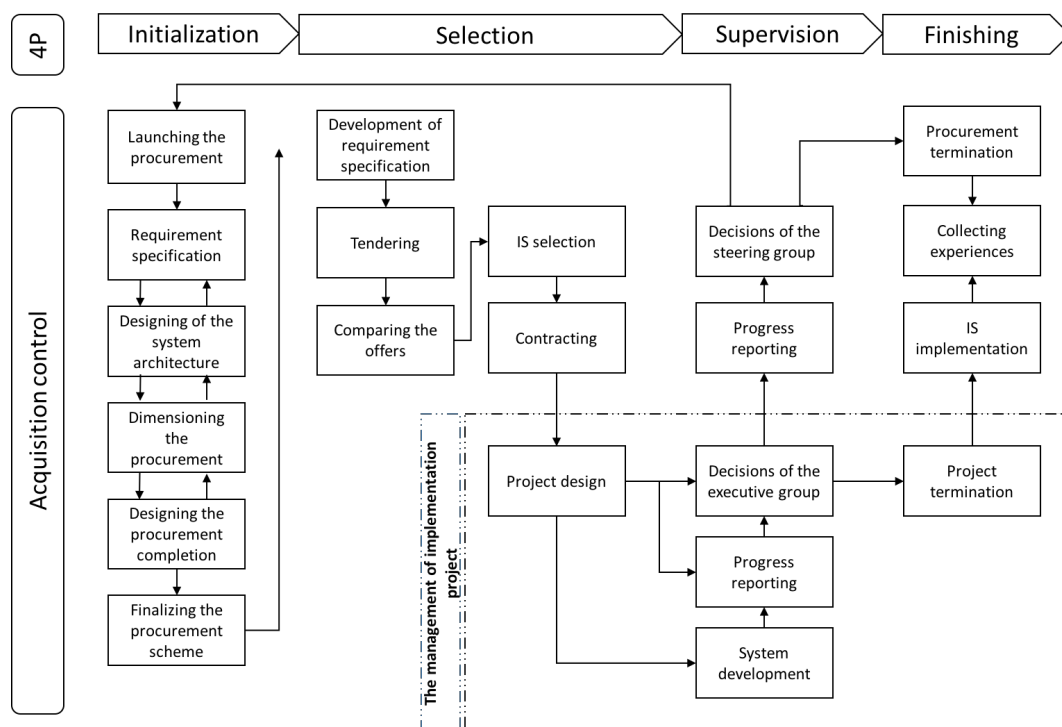 4P
Initialization
Selection
Supervision
Finishing
Acquisition control
Launching the
procurement
Requirement
specification
Designing of the
system
architecture
Dimensioning
the
procurement
Designing the
procurement
completion
Finalizing the
procurement
scheme
Development of
requirement
specification
Tendering
Comparing the
offers
IS selection
Contracting
Decisions of the
steering group
Progress
reporting
Procurement
termination
Collecting
experiences
IS
implementation
The management of implementation
project
Project design
Decisions of the
executive group
Progress
reporting
System
development
Project
termination